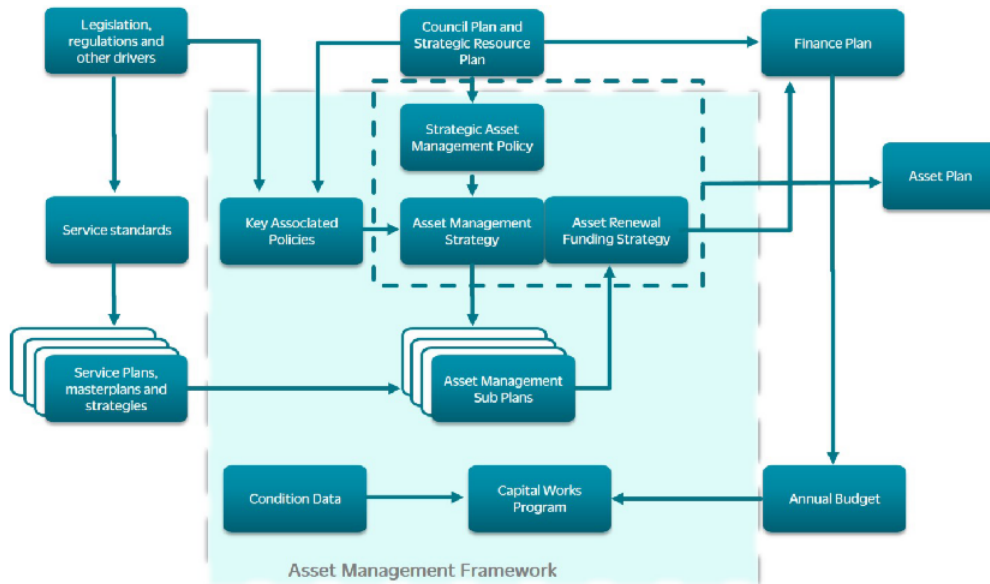 Legislation,
regulations and
other drivers
Council Plan and
Strategic Resource
Plan
Finance Plan
Strategic Asset
Management Policy
Asset Plan
Service standards
Key Associated
Policies
Asset Management
Strategy
Asset Renewal
Funding Strategy
Service Plans,
masterplans and
strategies
Asset Management
Sub Plans
Condition Data
Capital Works
Program
Annual Budget
Asset Management Framework